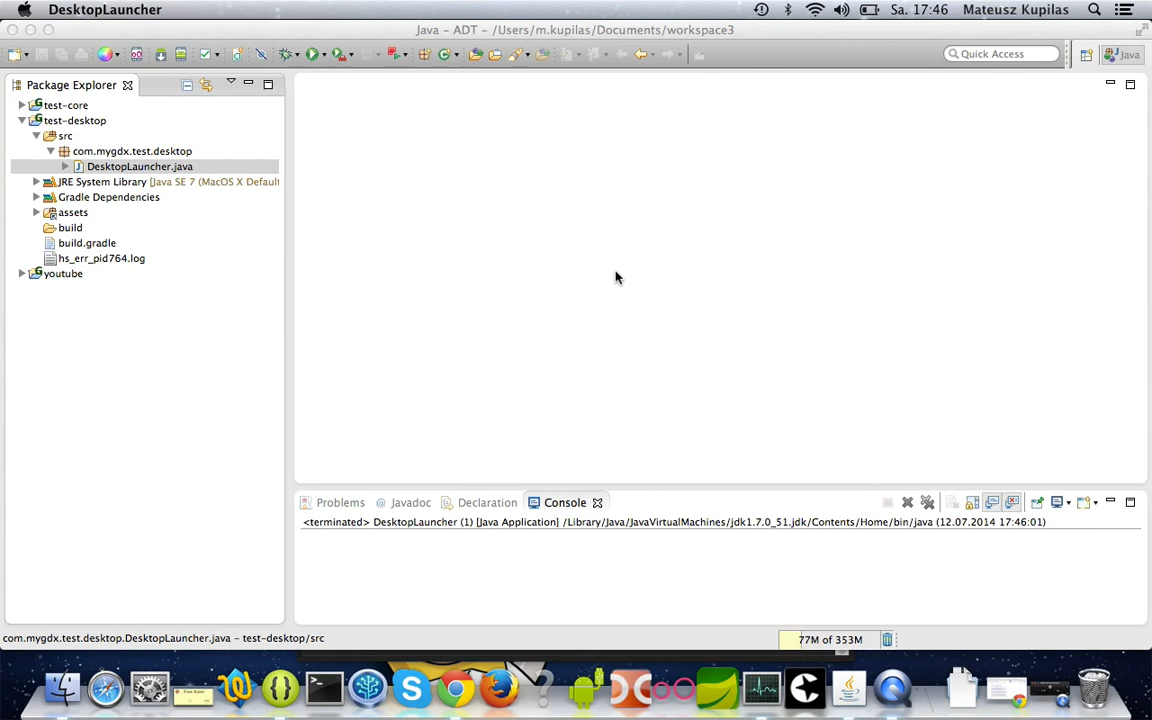 DesktopLauncher
Sa. 17:46 Mateusz Kupilas
Java – ADT – /Users/m.kupilas/Documents/workspace3
Quick Access
Java
Package Explorer
test-core
test-desktop
src
com.mygdx.test.desktop
DesktopLauncher.java
JRE System Library [Java SE 7 (MacOS X Default
Gradle Dependencies
assets
build
build.gradle
hs_err_pid764.log
youtube
Problems
Javadoc
Declaration
Console
<terminated> DesktopLauncher (1) [Java Application] /Library/Java/JavaVirtualMachines/jdk1.7.0_51.jdk/Contents/Home/bin/java (12.07.2014 17:46:01)
com.mygdx.test.desktop.DesktopLauncher.java – test-desktop/src
77M of 353M